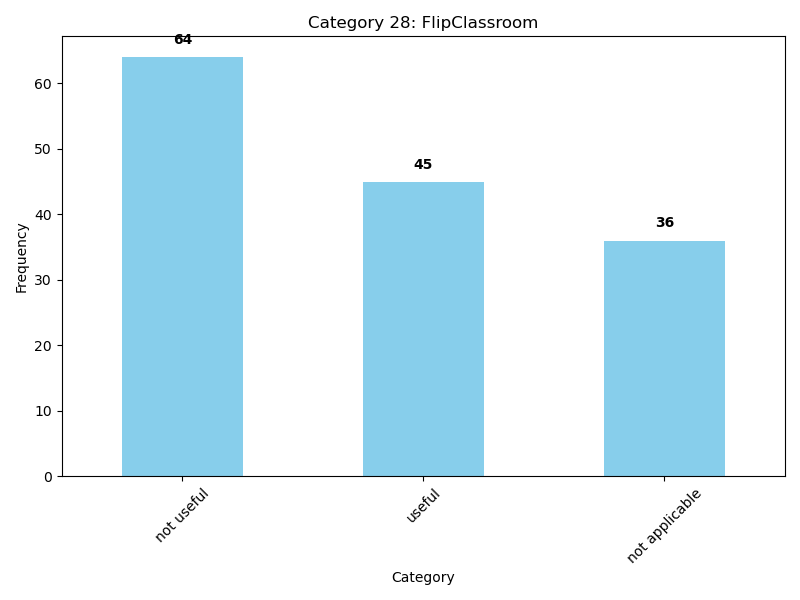 Category 28: FlipClassroom
64
45
36
60
50
40
30
20
10
0
Frequency
not useful
useful
not applicable
Category